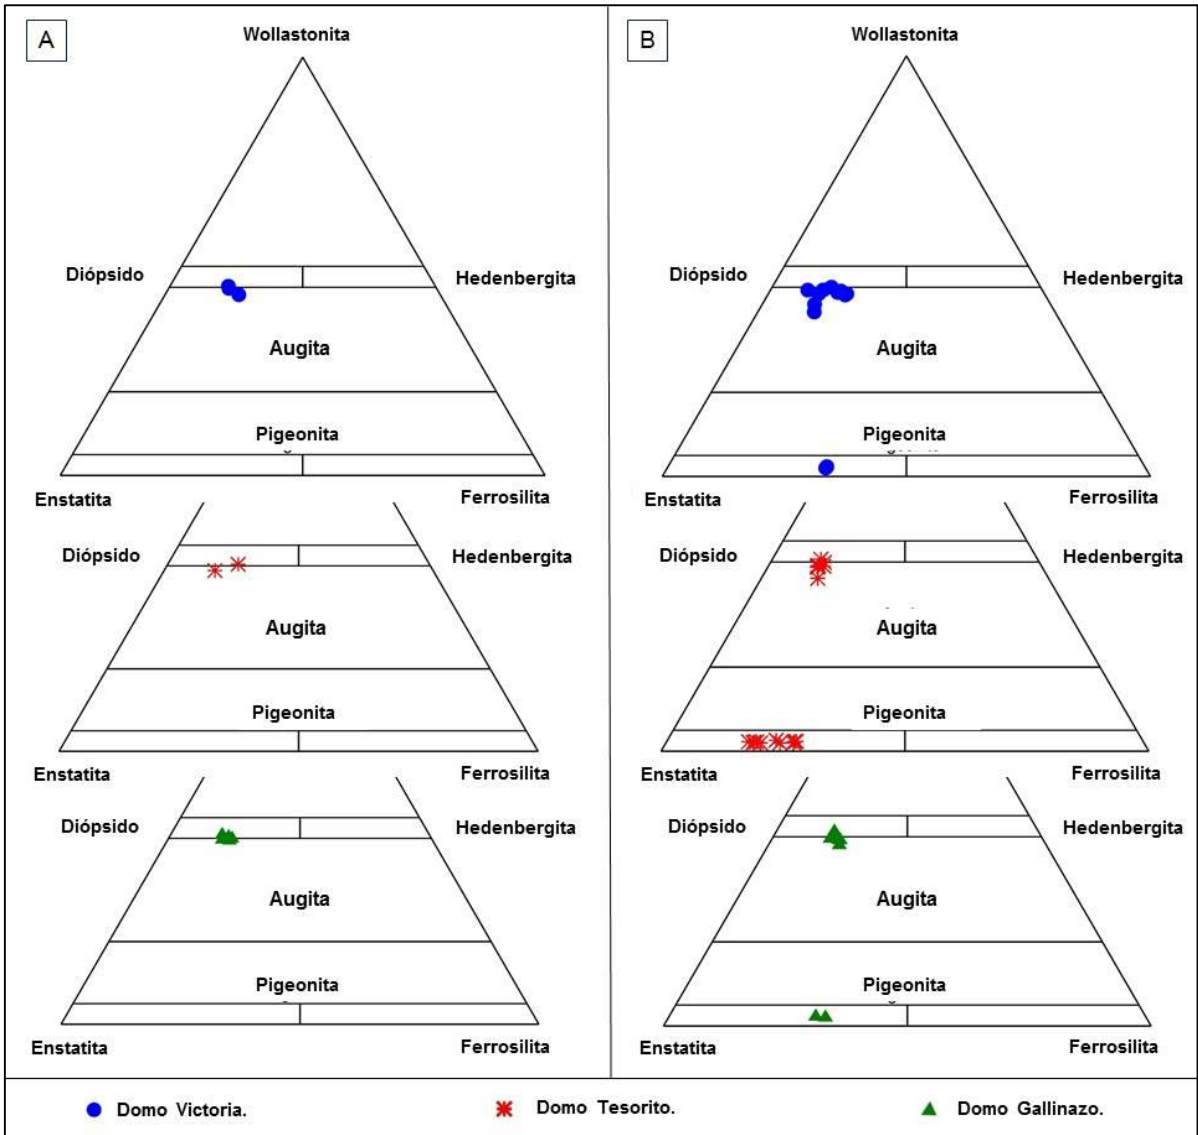 A
Wollastonita
Diópsido
Hedenbergita
Augita
Pigeonita
Enstatita
Ferrosilita
Diópsido
Hedenbergita
Augita
Pigeonita
Enstatita
Ferrosilita
Diópsido
Hedenbergita
Augita
Pigeonita
Enstatita
Ferrosilita
B
Wollastonita
Diópsido
Hedenbergita
Augita
Pigeonita
Enstatita
Ferrosilita
Diópsido
Hedenbergita
Augita
Pigeonita
Enstatita
Ferrosilita
Diópsido
Hedenbergita
Augita
Pigeonita
Enstatita
Ferrosilita
Domo Victoria.
Domo Tesorito.
Domo Gallinazo.